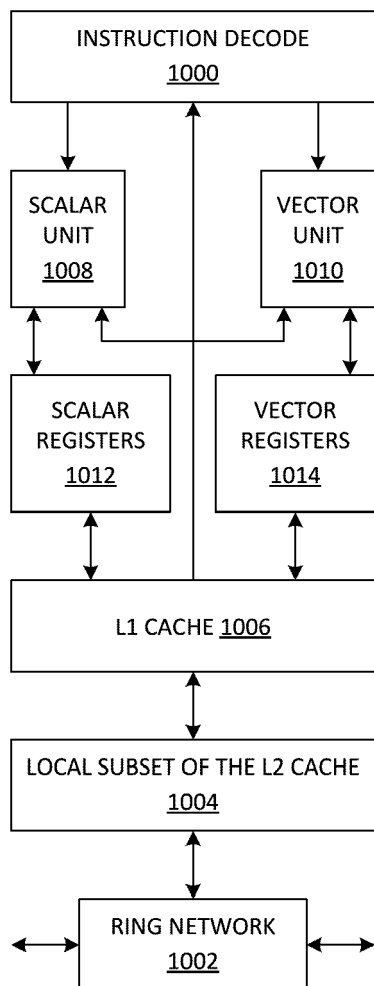 INSTRUCTION DECODE
1000
SCALAR
UNIT
1008
VECTOR
UNIT
1010
SCALAR
REGISTERS
1012
VECTOR
REGISTERS
1014
L1 CACHE 1006
LOCAL SUBSET OF THE L2 CACHE
1004
RING NETWORK
1002